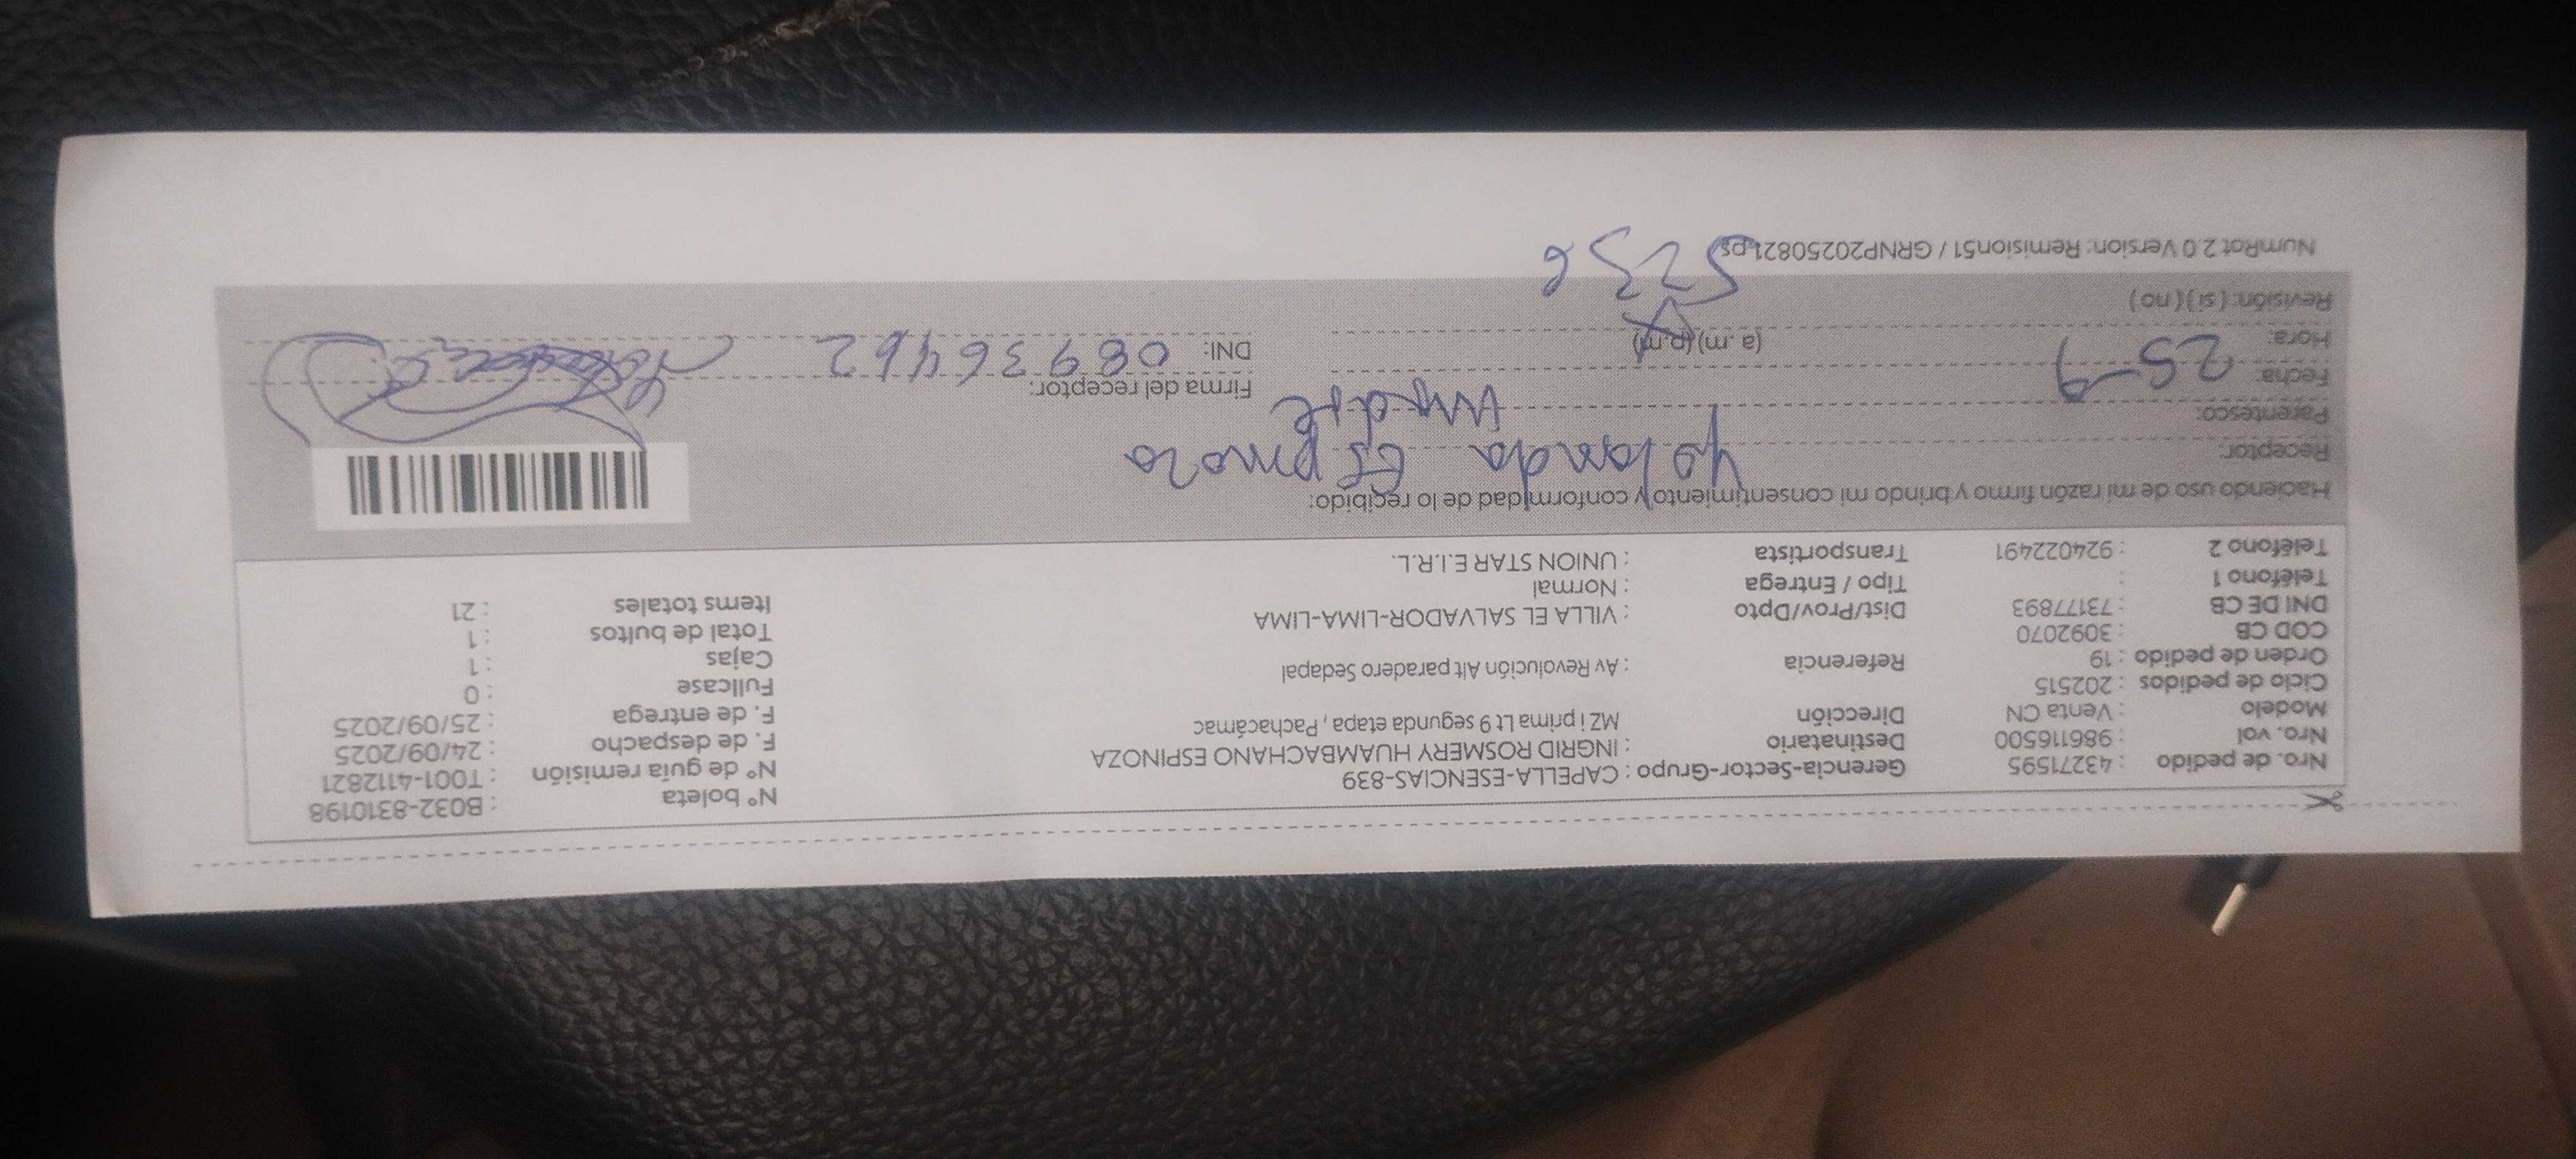 Nro. de pedido : 43271595 Gerencia-Sector-Grupo : CAPELLA-ESENCIAS-839 N° boleta : B032-8310198
Nro. vol : 986116500 Destinatario : INGRID ROSMERY HUAMBACHANO ESPINOZA N° de guía remisión : T001-4112821
Modelo : Venta CN Dirección MZ i prima Lt 9 segunda etapa , Pachacámac F. de despacho : 24/09/2025
Ciclo de pedidos : 202515 F. de entrega : 25/09/2025
Orden de pedido : 19 Referencia : Av Revolución Alt paradero Sedapal Fullcase : 0
COD CB : 3092070 Cajas : 1
DNI DE CB : 73177893 Dist/Prov/Dpto : VILLA EL SALVADOR-LIMA-LIMA Total de bultos : 1
Teléfono 1 : Tipo / Entrega : Normal Items totales : 21
Teléfono 2 : 924022491 Transportista : UNION STAR E.I.R.L.
Haciendo uso de mi razón firmo y brindo mi consentimiento y conformidad de lo recibido:
Receptor: Yolanda Espinoza
Parentesco: Madre
Fecha: 25-9 Firma del receptor:
Hora: (a.m) (p.m) DNI: 08936462
Revisión: ( si ) ( no )
5236
NumRot 2.0 Version: Remision51 / GRNP20250821.ps